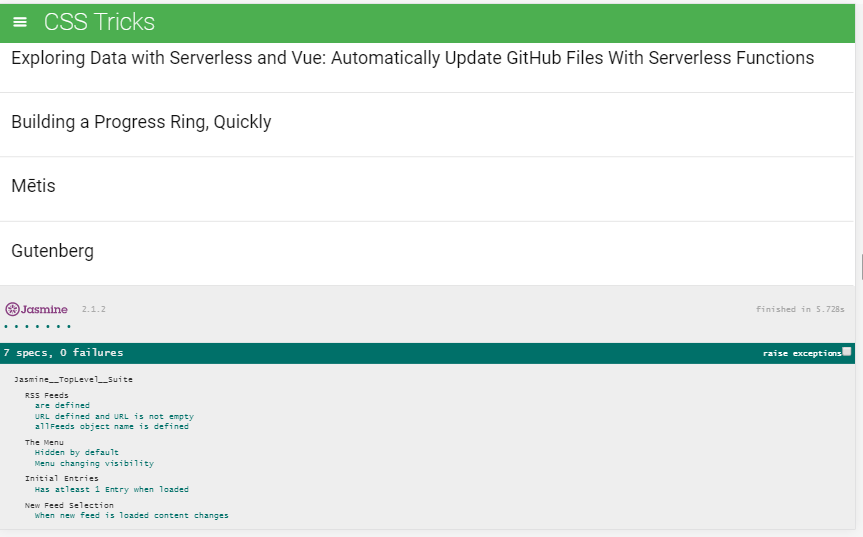 CSS Tricks
Exploring Data with Serverless and Vue: Automatically Update GitHub Files With Serverless Functions
Building a Progress Ring, Quickly
Mētis
Gutenberg
Jasmine 2.1.2 finished in 5.728s
7 specs, 0 failures raise exceptions
Jasmine__TopLevel__Suite
RSS Feeds
are defined
URL defined and URL is not empty
allFeeds object name is defined
The Menu
Hidden by default
Menu changing visibility
Initial Entries
Has atleast 1 Entry when loaded
New Feed Selection
When new feed is loaded content changes